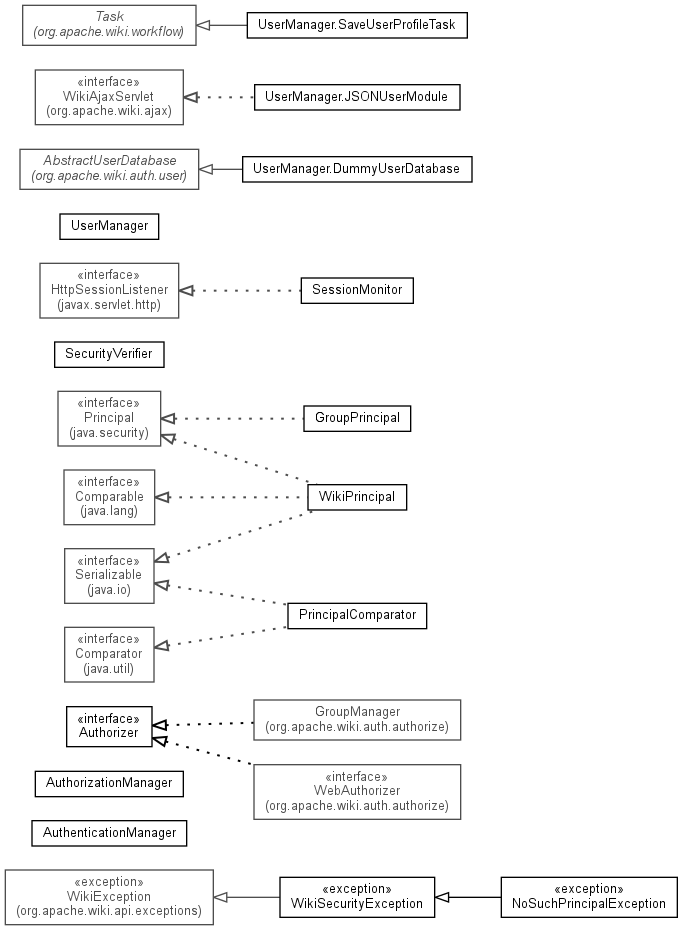 Task
(org.apache.wiki.workflow)
UserManager.SaveUserProfileTask
«interface»
WikiAjaxServlet
(org.apache.wiki.ajax)
UserManager.JSONUserModule
AbstractUserDatabase
(org.apache.wiki.auth.user)
UserManager.DummyUserDatabase
UserManager
«interface»
HttpSessionListener
(javax.servlet.http)
SessionMonitor
SecurityVerifier
«interface»
Principal
(java.security)
GroupPrincipal
«interface»
Comparable
(java.lang)
WikiPrincipal
«interface»
Serializable
(java.io)
PrincipalComparator
«interface»
Comparator
(java.util)
«interface»
Authorizer
GroupManager
(org.apache.wiki.auth.authorize)
«interface»
WebAuthorizer
(org.apache.wiki.auth.authorize)
AuthorizationManager
AuthenticationManager
«exception»
WikiException
(org.apache.wiki.api.exceptions)
«exception»
WikiSecurityException
«exception»
NoSuchPrincipalException